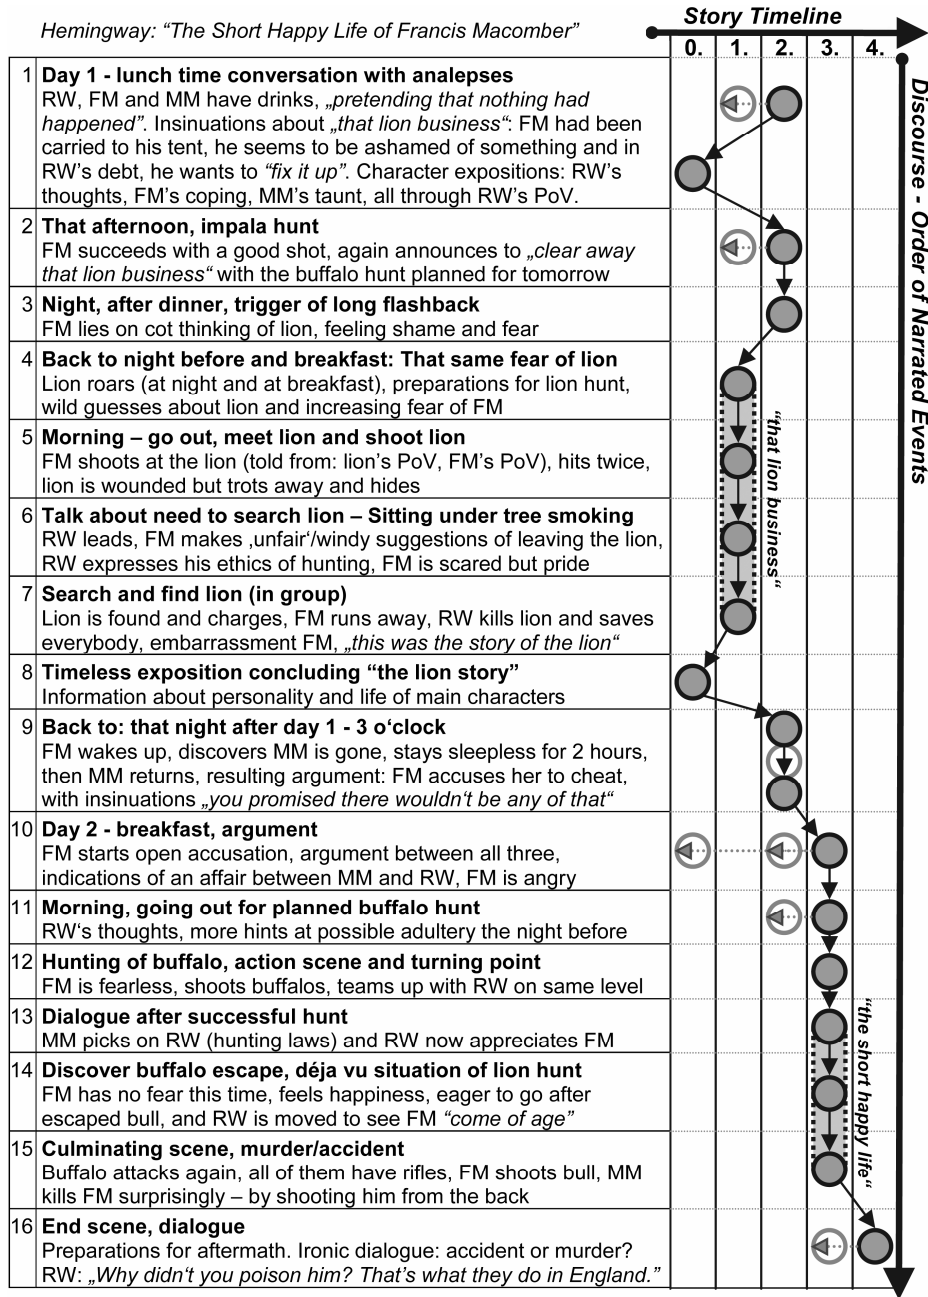 Hemingway: “The Short Happy Life of Francis Macomber”
Story Timeline
0. 1. 2. 3. 4.
Discourse - Order of Narrated Events
1 Day 1 - lunch time conversation with analepses
RW, FM and MM have drinks, „pretending that nothing had
happened”. Insinuations about „that lion business“: FM had been
carried to his tent, he seems to be ashamed of something and in
RW’s debt, he wants to “fix it up”. Character expositions: RW’s
thoughts, FM’s coping, MM’s taunt, all through RW’s PoV.
2 That afternoon, impala hunt
FM succeeds with a good shot, again announces to „clear away
that lion business“ with the buffalo hunt planned for tomorrow
3 Night, after dinner, trigger of long flashback
FM lies on cot thinking of lion, feeling shame and fear
4 Back to night before and breakfast: That same fear of lion
Lion roars (at night and at breakfast), preparations for lion hunt,
wild guesses about lion and increasing fear of FM
5 Morning – go out, meet lion and shoot lion
FM shoots at the lion (told from: lion’s PoV, FM’s PoV), hits twice,
lion is wounded but trots away and hides
6 Talk about need to search lion – Sitting under tree smoking
RW leads, FM makes ‚unfair‘/windy suggestions of leaving the lion,
RW expresses his ethics of hunting, FM is scared but pride
7 Search and find lion (in group)
Lion is found and charges, FM runs away, RW kills lion and saves
everybody, embarrassment FM, „this was the story of the lion“
“that lion business“
8 Timeless exposition concluding “the lion story”
Information about personality and life of main characters
9 Back to: that night after day 1 - 3 o‘clock
FM wakes up, discovers MM is gone, stays sleepless for 2 hours,
then MM returns, resulting argument: FM accuses her to cheat,
with insinuations „you promised there wouldn‘t be any of that“
10 Day 2 - breakfast, argument
FM starts open accusation, argument between all three,
indications of an affair between MM and RW, FM is angry
11 Morning, going out for planned buffalo hunt
RW‘s thoughts, more hints at possible adultery the night before
12 Hunting of buffalo, action scene and turning point
FM is fearless, shoots buffalos, teams up with RW on same level
13 Dialogue after successful hunt
MM picks on RW (hunting laws) and RW now appreciates FM
14 Discover buffalo escape, déja vu situation of lion hunt
FM has no fear this time, feels happiness, eager to go after
escaped bull, and RW is moved to see FM “come of age”
15 Culminating scene, murder/accident
Buffalo attacks again, all of them have rifles, FM shoots bull, MM
kills FM surprisingly – by shooting him from the back
“the short happy life“
16 End scene, dialogue
Preparations for aftermath. Ironic dialogue: accident or murder?
RW: „Why didn‘t you poison him? That’s what they do in England.”